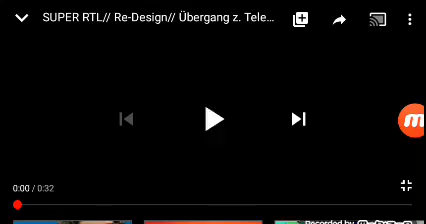 SUPER RTL// Re-Design// Übergang z. Tele...
0:00 / 0:32
Recorded by